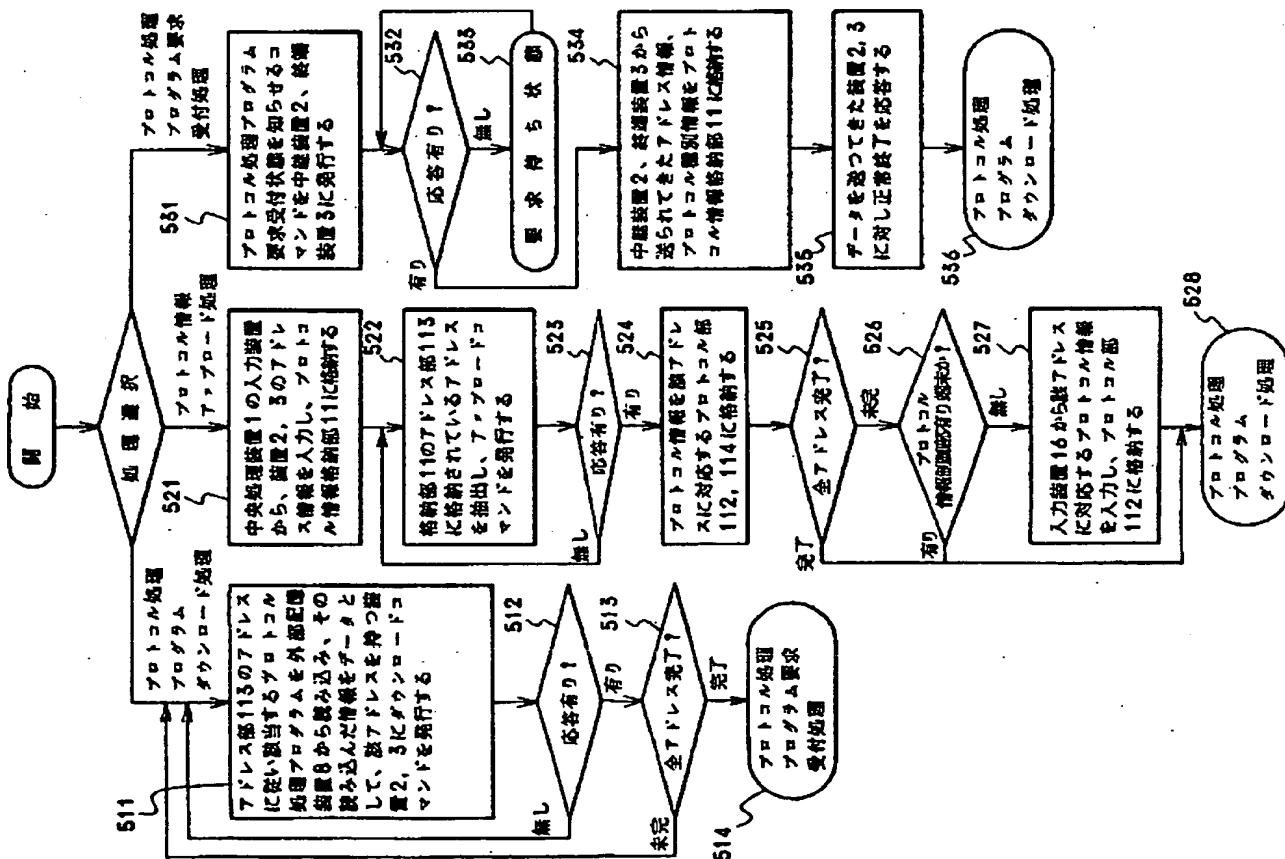 開始
処理選択
プロトコル処理
プログラム
ダウンロード処理
511
アドレス部113のアドレス
に従い該当するプロトコル
処理プログラムを外部記憶
装置8から読み込み、その
読み込んだ情報をデータと
して、該アドレスを持つ装
置2, 3にダウンロードコ
マンドを発行する
512
応答有り?
無し
有り
513
全アドレス完了?
未完
完了
514
プロトコル処理
プログラム要求
受付処理
プロトコル情報
アップロード処理
521
中央処理装置1の入力装置
から、装置2, 3のアドレ
ス情報を入力し、プロトコ
ル情報格納部11に格納する
522
格納部11のアドレス部113
に格納されているアドレス
を抽出し、アップロードコ
マンドを発行する
523
応答有り?
無し
有り
524
プロトコル情報を該アドレ
スに対応するプロトコル部
112, 114に格納する
525
全アドレス完了?
完了
未完
526
プロトコル
有り
無し
527
入力装置16から該アドレス
に対応するプロトコル情報
を入力し、プロトコル部
112に格納する
528
プロトコル処理
プログラム
ダウンロード処理
プロトコル処理
プログラム要求
受付処理
531
プロトコル処理プログラム
要求受付状態を知らせるコ
マンドを中継装置2、終端
装置3に発行する
532
応答有り?
有り
無し
533
要求待ち状態
534
中継装置2、終端装置3から
送られてきたアドレス情報、
プロトコル種別情報をプロト
コル情報格納部11に格納する
535
データを送つてきた装置2, 3
に対し正常終了を応答する
536
プロトコル処理
プログラム
ダウンロード処理